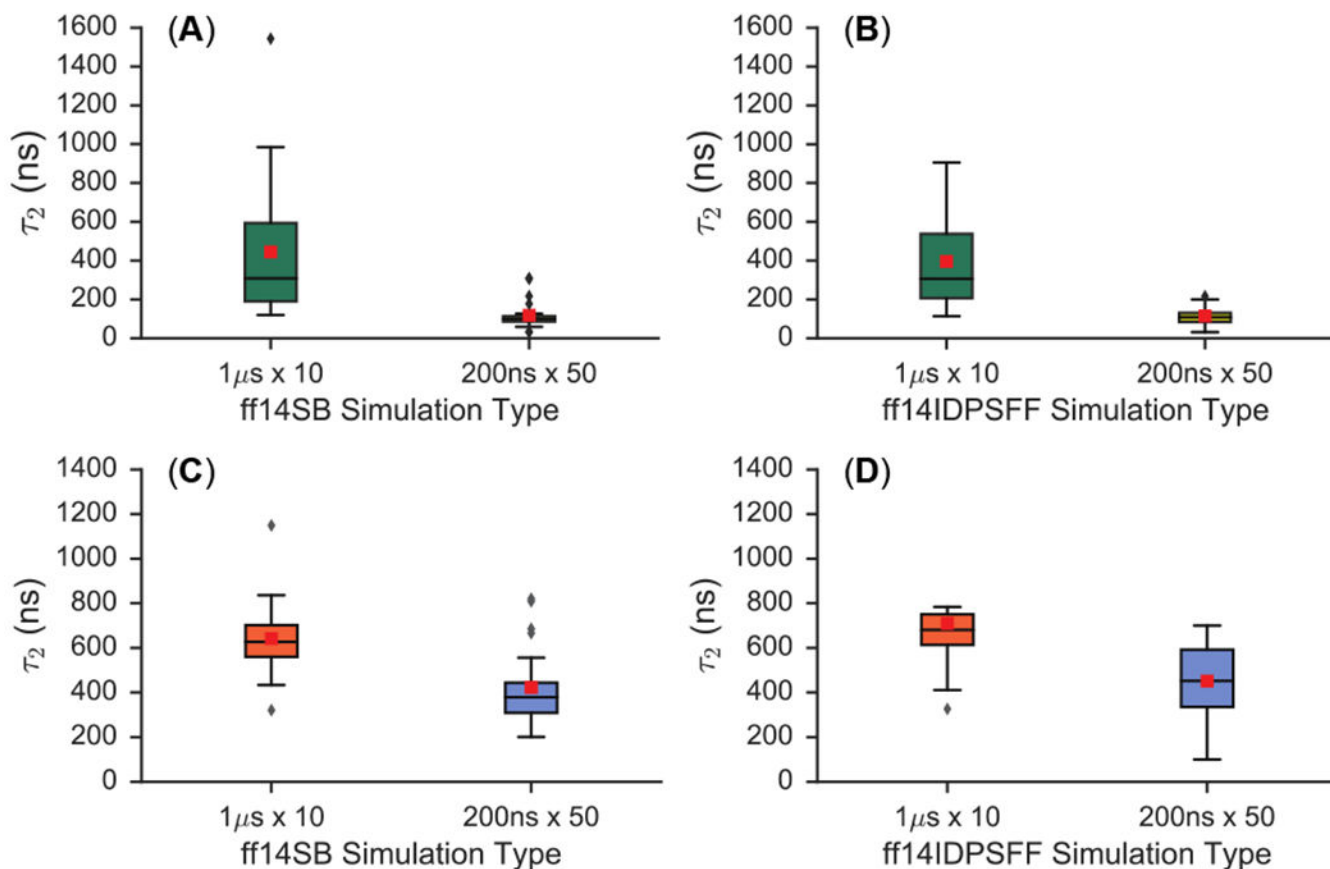 (A)
1600
1400
1200
1000
800
600
400
200
0
τ₂ (ns)
1μs x 10
200ns x 50
ff14SB Simulation Type
(B)
1600
1400
1200
1000
800
600
400
200
0
τ₂ (ns)
1μs x 10
200ns x 50
ff14IDPSFF Simulation Type
(C)
1400
1200
1000
800
600
400
200
0
τ₂ (ns)
1μs x 10
200ns x 50
ff14SB Simulation Type
(D)
1400
1200
1000
800
600
400
200
0
τ₂ (ns)
1μs x 10
200ns x 50
ff14IDPSFF Simulation Type